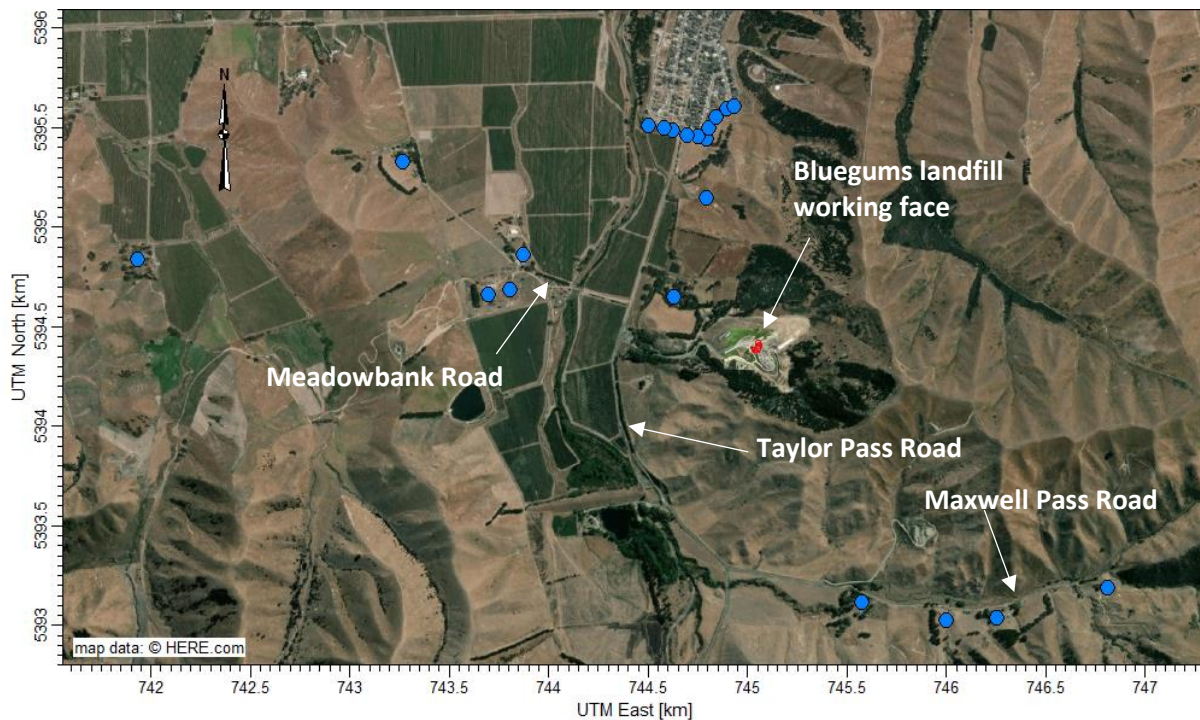 5396
5395.5
5395
5394.5
5394
5393.5
5393
UTM North [km]
N
Bluegums landfill
working face
Meadowbank Road
Taylor Pass Road
Maxwell Pass Road
map data: © HERE.com
742 742.5 743 743.5 744 744.5 745 745.5 746 746.5 747
UTM East [km]